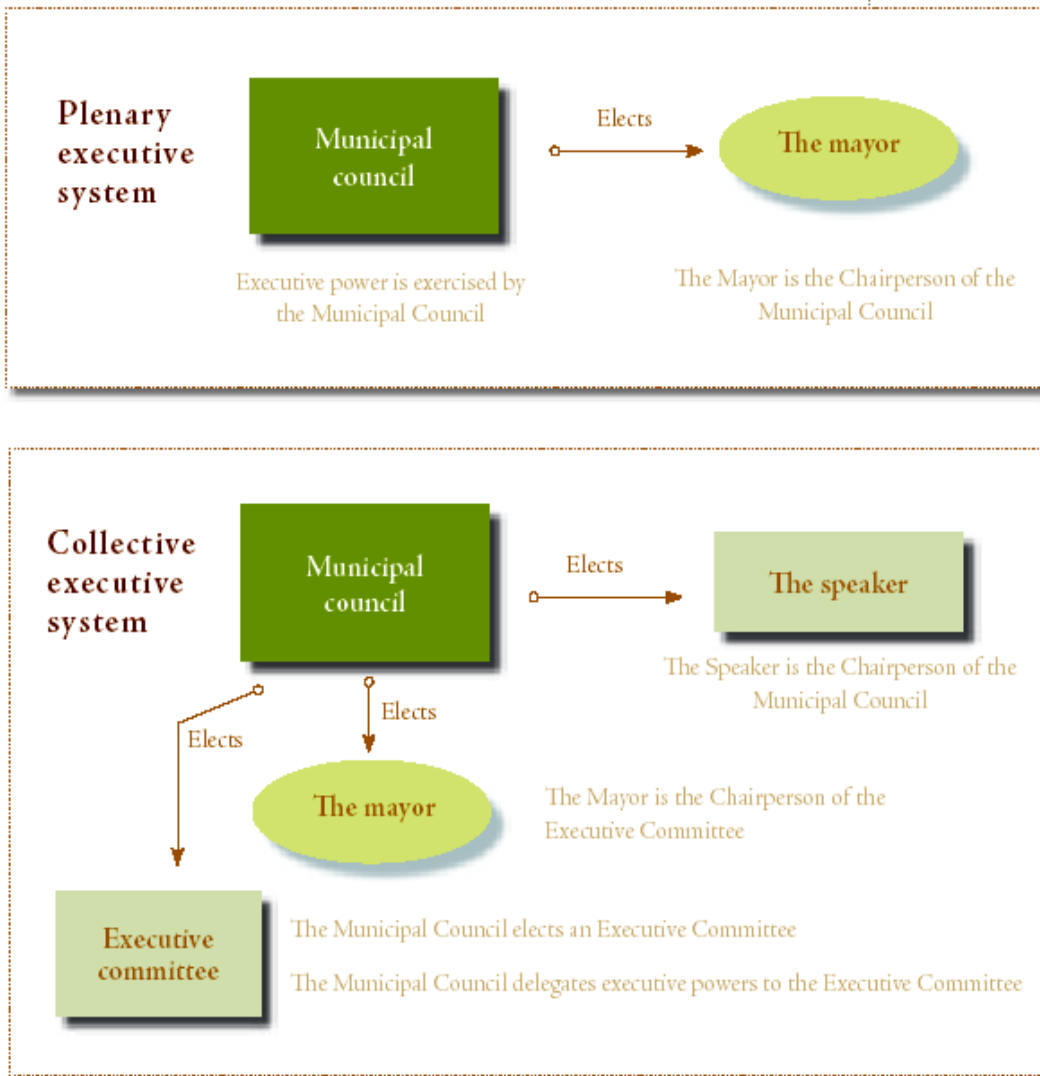 Plenary
executive
system
Municipal
council
Elects
The mayor
Executive power is exercised by
the Municipal Council
The Mayor is the Chairperson of the
Municipal Council
Collective
executive
system
Municipal
council
Elects
The speaker
The Speaker is the Chairperson of the
Municipal Council
Elects
Elects
The mayor
The Mayor is the Chairperson of the
Executive Committee
Executive
committee
The Municipal Council elects an Executive Committee
The Municipal Council delegates executive powers to the Executive Committee